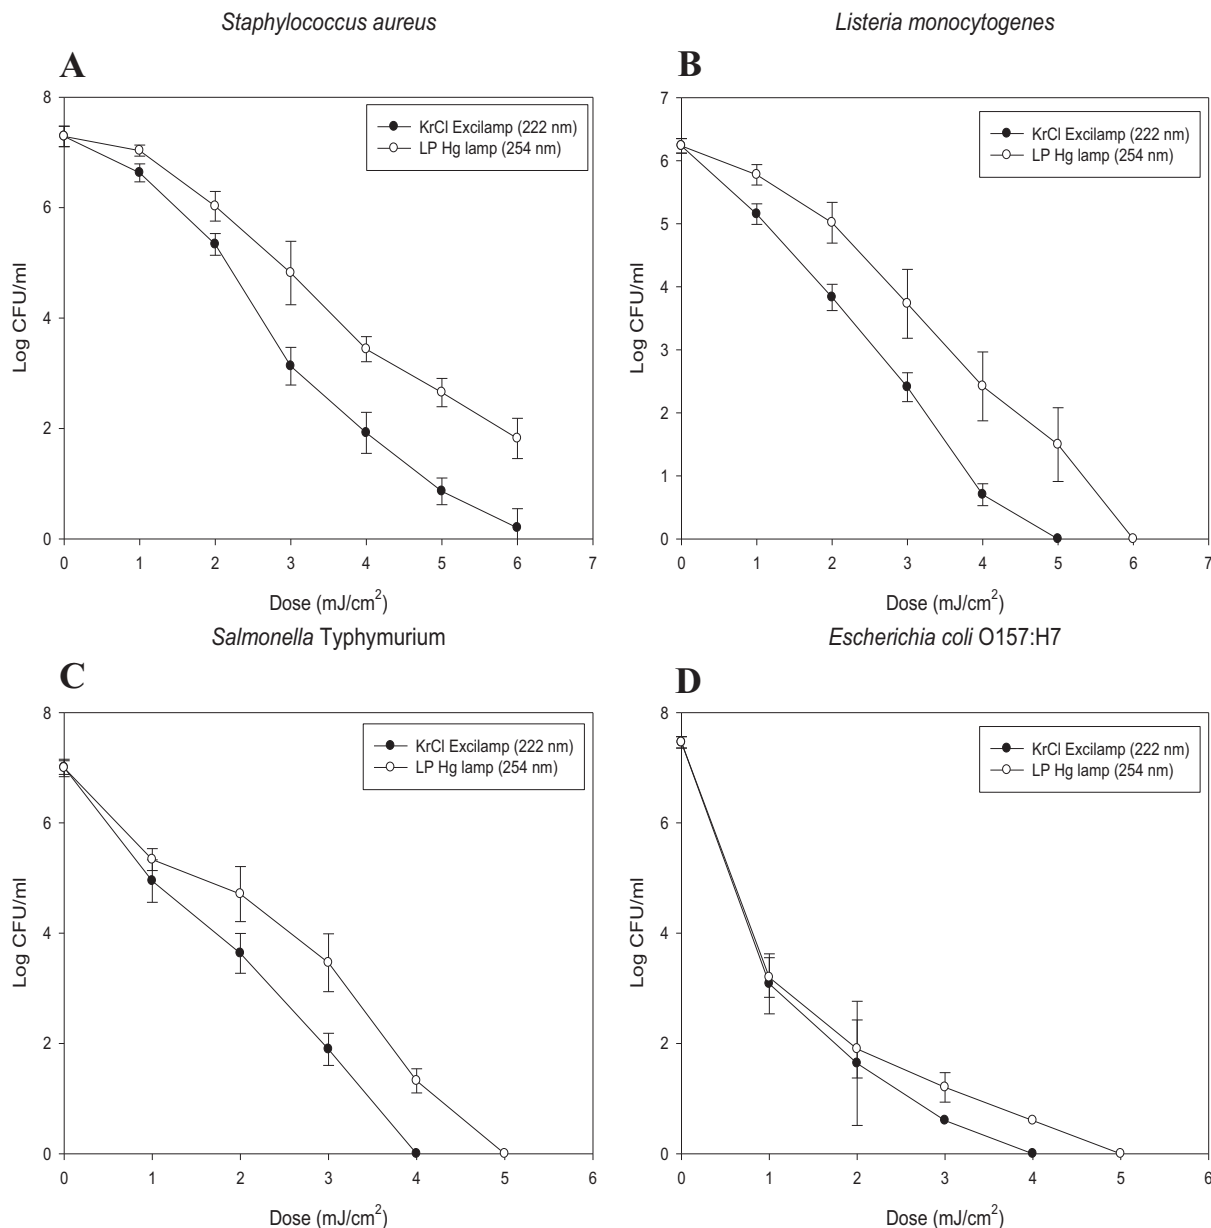 Staphylococcus aureus
A
8
6
4
2
0
Log CFU/ml
KrCl Excilamp (222 nm)
LP Hg lamp (254 nm)
0 1 2 3 4 5 6 7
Dose (mJ/cm²)
Listeria monocytogenes
B
7
6
5
4
3
2
1
0
Log CFU/ml
KrCl Excilamp (222 nm)
LP Hg lamp (254 nm)
0 1 2 3 4 5 6 7
Dose (mJ/cm²)
Salmonella Typhymurium
C
8
6
4
2
0
Log CFU/ml
KrCl Excilamp (222 nm)
LP Hg lamp (254 nm)
0 1 2 3 4 5 6
Dose (mJ/cm²)
Escherichia coli O157:H7
D
8
6
4
2
0
Log CFU/ml
KrCl Excilamp (222 nm)
LP Hg lamp (254 nm)
0 1 2 3 4 5 6
Dose (mJ/cm²)